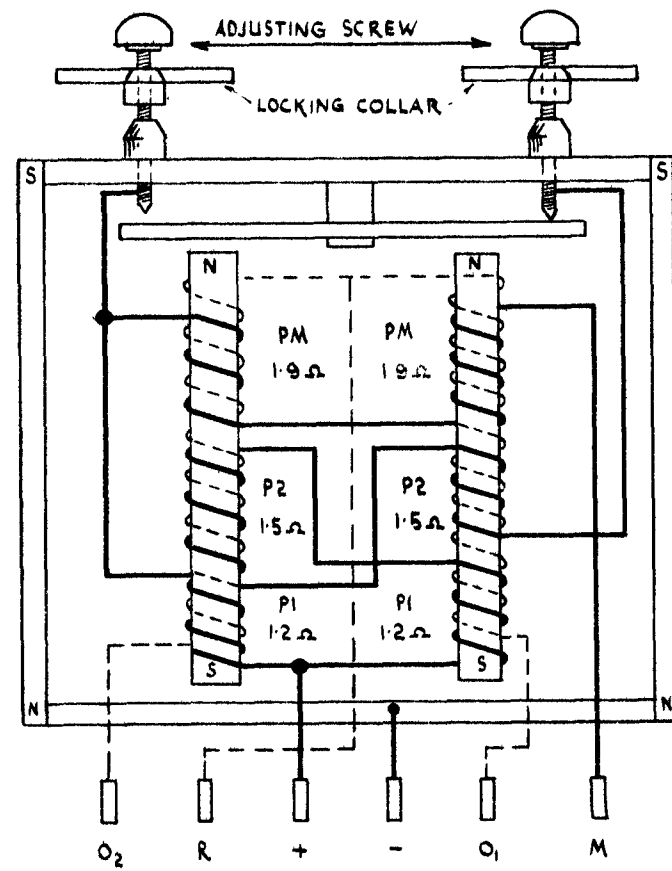 ADJUSTING SCREW
LOCKING COLLAR
S S
N N
PM PM
1·9Ω 1·9Ω
P2 P2
1·5Ω 1·5Ω
P1 P1
1·2Ω 1·2Ω
S S
N N
O2 R + - O1 M